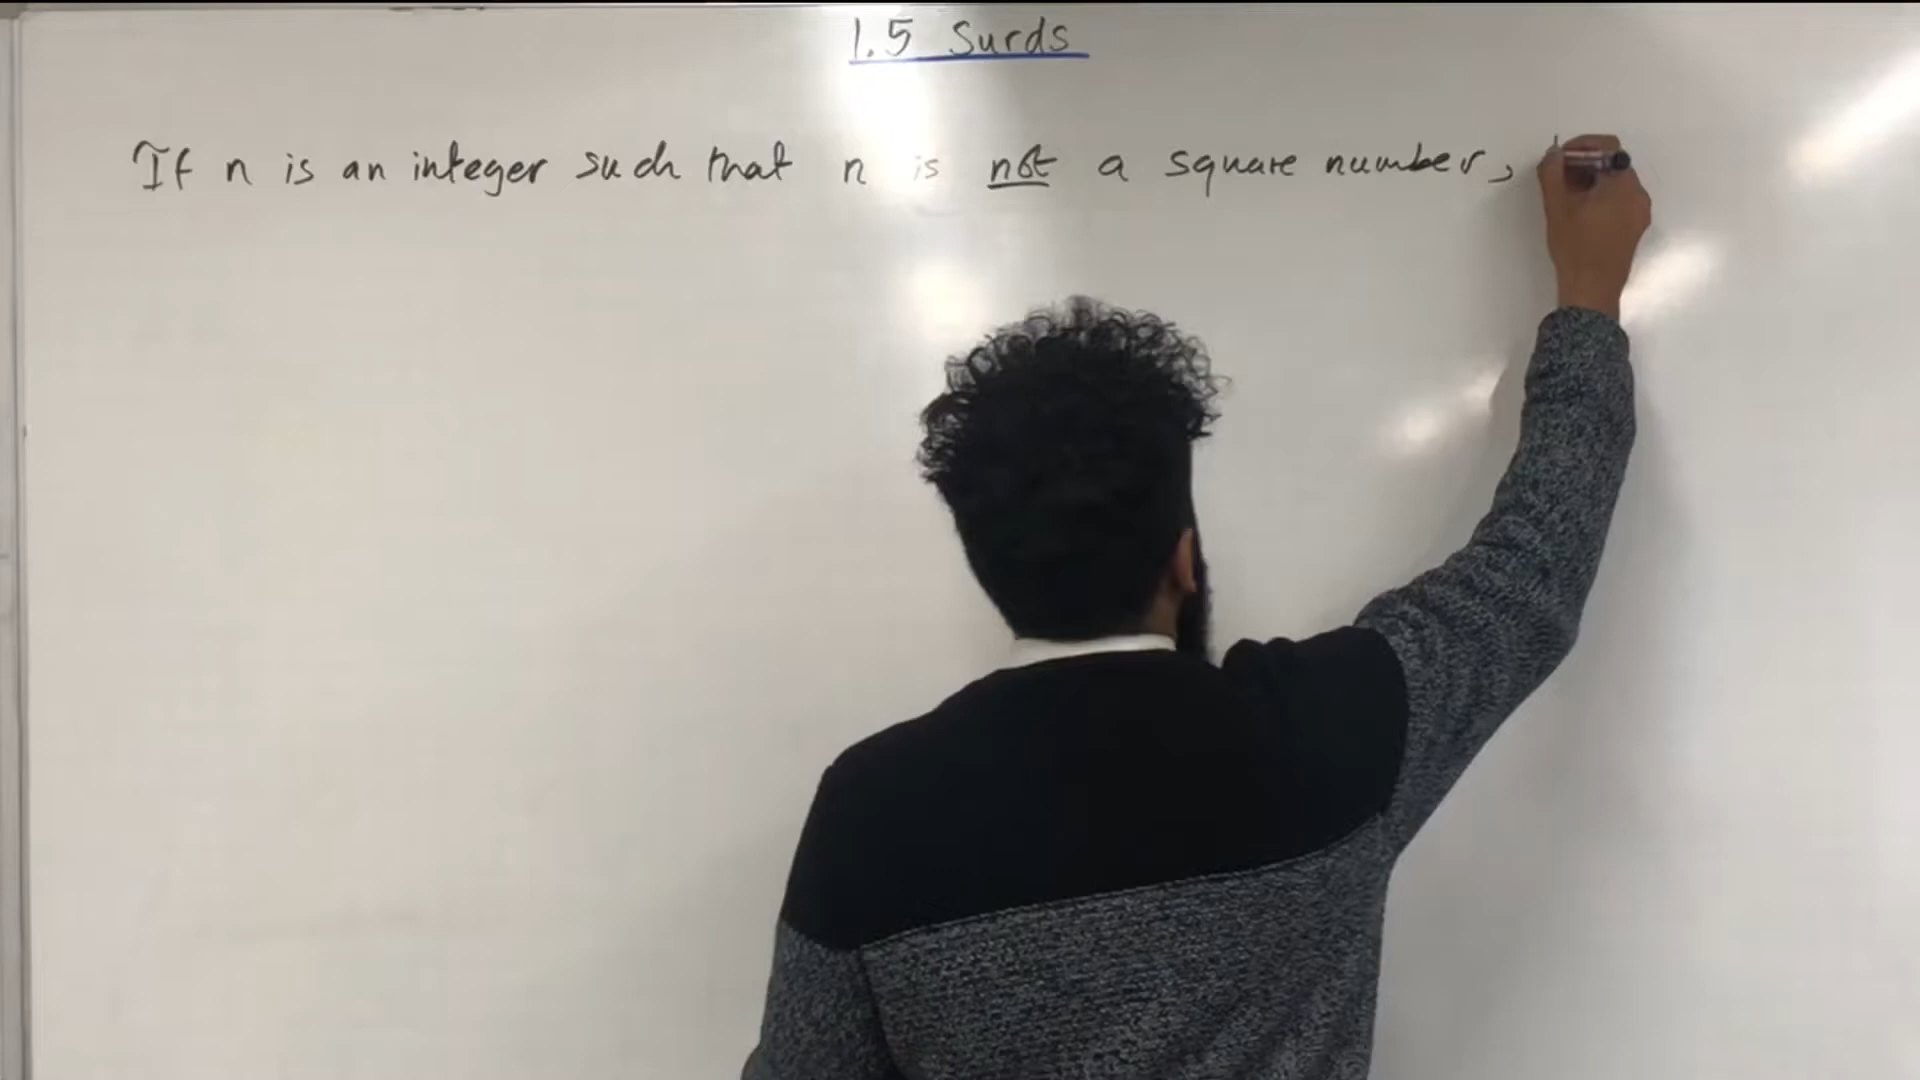 1.5 Surds
If n is an integer such that n is not a square number,